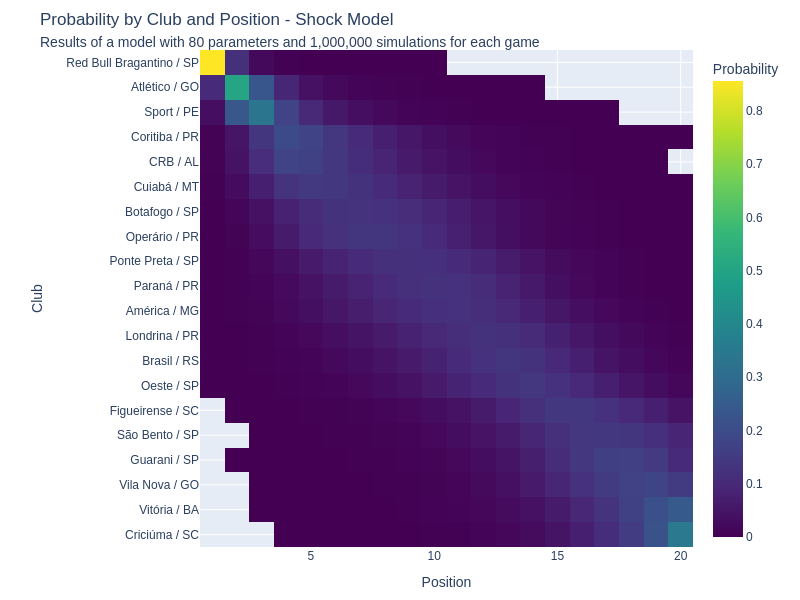 Probability by Club and Position - Shock Model
Results of a model with 80 parameters and 1,000,000 simulations for each game
Probability
Red Bull Bragantino / SP
Atlético / GO
Sport / PE
Coritiba / PR
CRB / AL
Cuiabá / MT
Botafogo / SP
Operário / PR
Ponte Preta / SP
Paraná / PR
América / MG
Londrina / PR
Brasil / RS
Oeste / SP
Figueirense / SC
São Bento / SP
Guarani / SP
Vila Nova / GO
Vitória / BA
Criciúma / SC
Club
5
10
15
20
Position
0.8
0.7
0.6
0.5
0.4
0.3
0.2
0.1
0